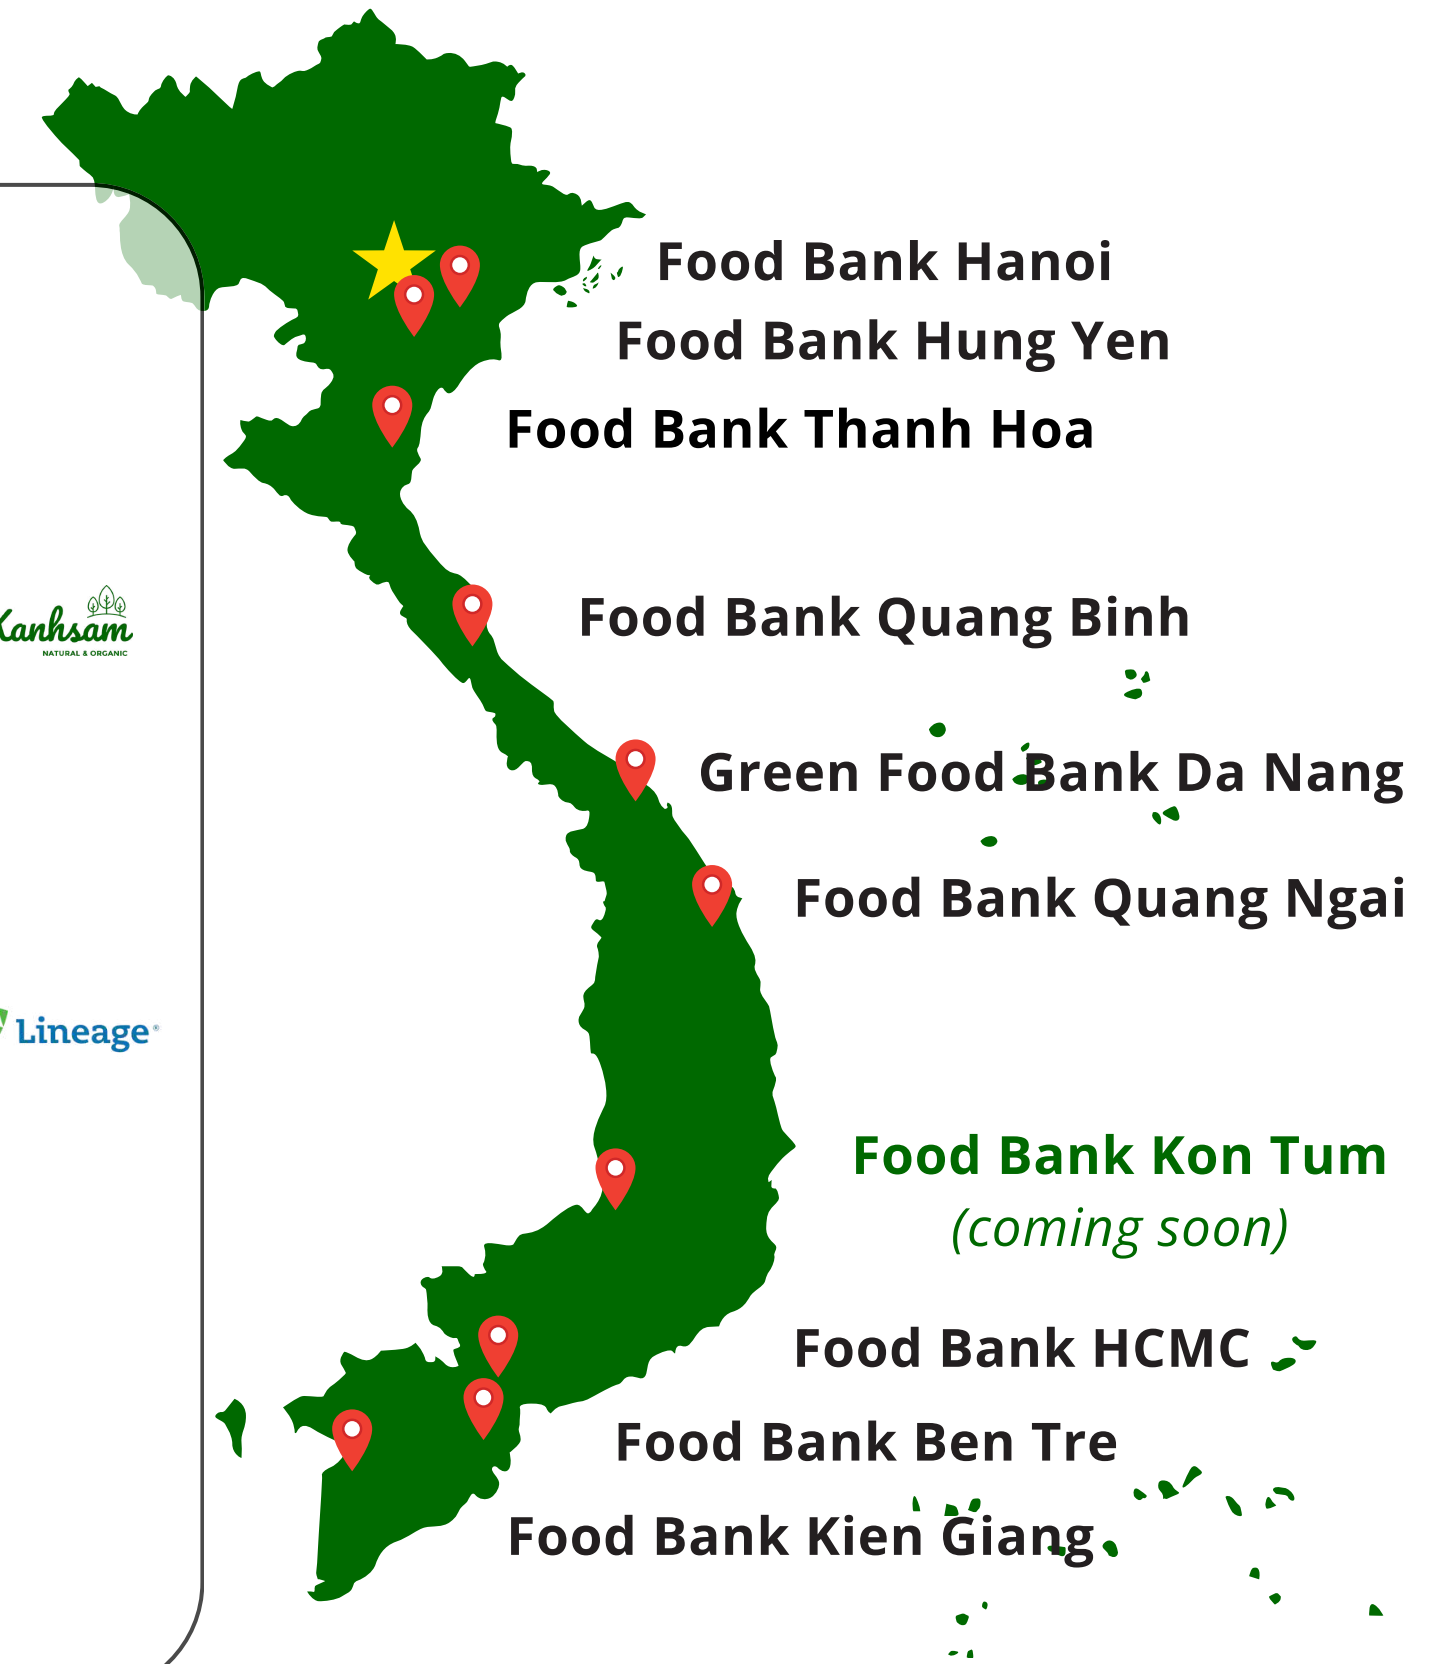 Food Bank Hanoi
Food Bank Hung Yen
Food Bank Thanh Hoa
Food Bank Quang Binh
Kanhsam
NATURAL & ORGANIC
Green Food Bank Da Nang
Food Bank Quang Ngai
Lineage®
Food Bank Kon Tum
(coming soon)
Food Bank HCMC
Food Bank Ben Tre
Food Bank Kien Giang